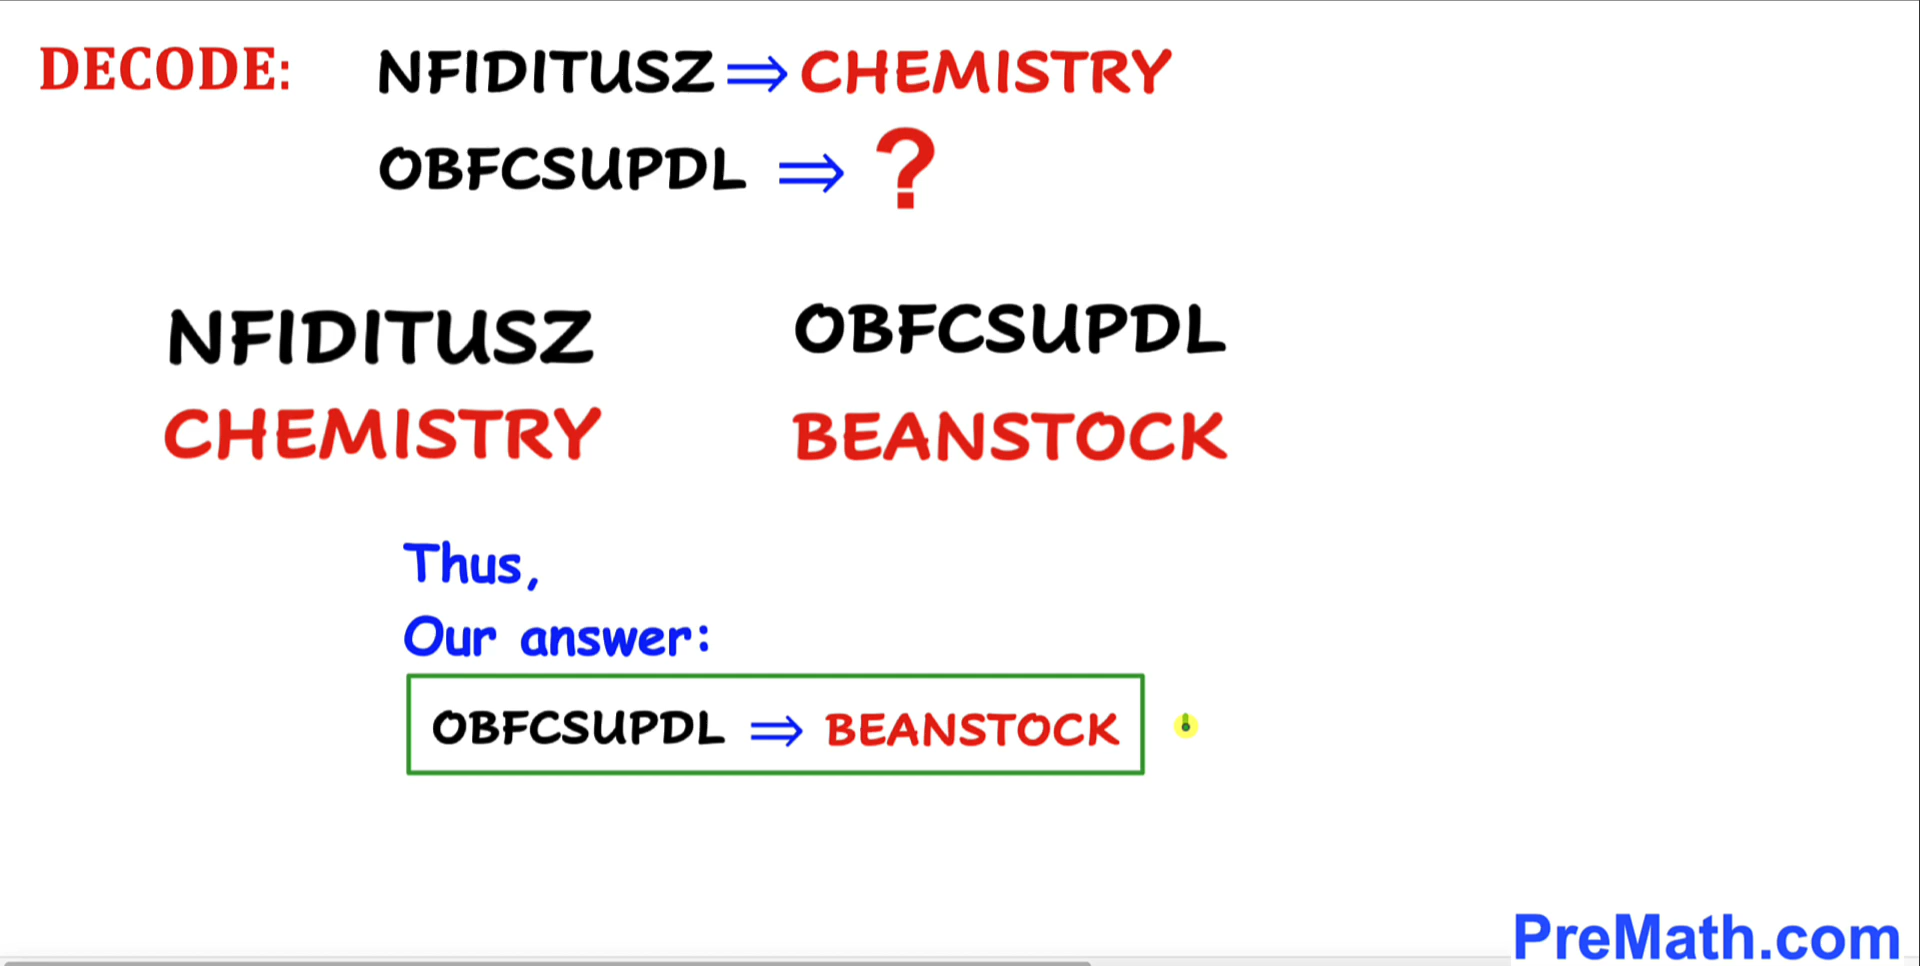 DECODE: NFIDITUSZ ⇒ CHEMISTRY
OBFCSUPDL ⇒ ?
NFIDITUSZ OBFCSUPDL
CHEMISTRY BEANSTOCK
Thus,
Our answer:
OBFCSUPDL ⇒ BEANSTOCK
PreMath.com